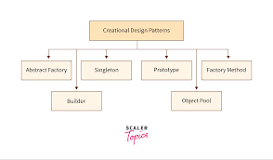 Creational Design Patterns
Abstract Factory
Singleton
Prototype
Factory Method
Builder
Object Pool
SCALER
Topics